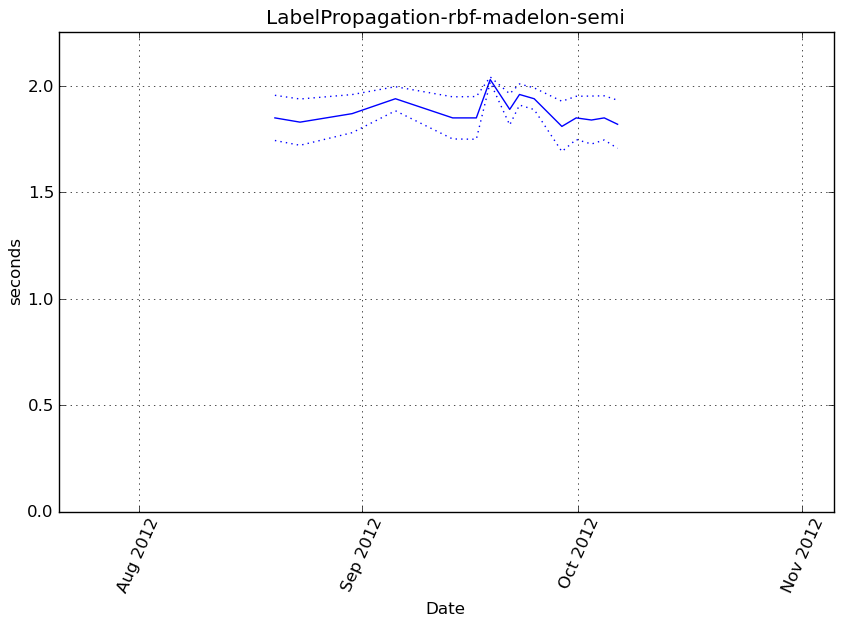 LabelPropagation-rbf-madelon-semi
2.0
1.5
1.0
0.5
0.0
seconds
Aug 2012
Sep 2012
Oct 2012
Nov 2012
Date